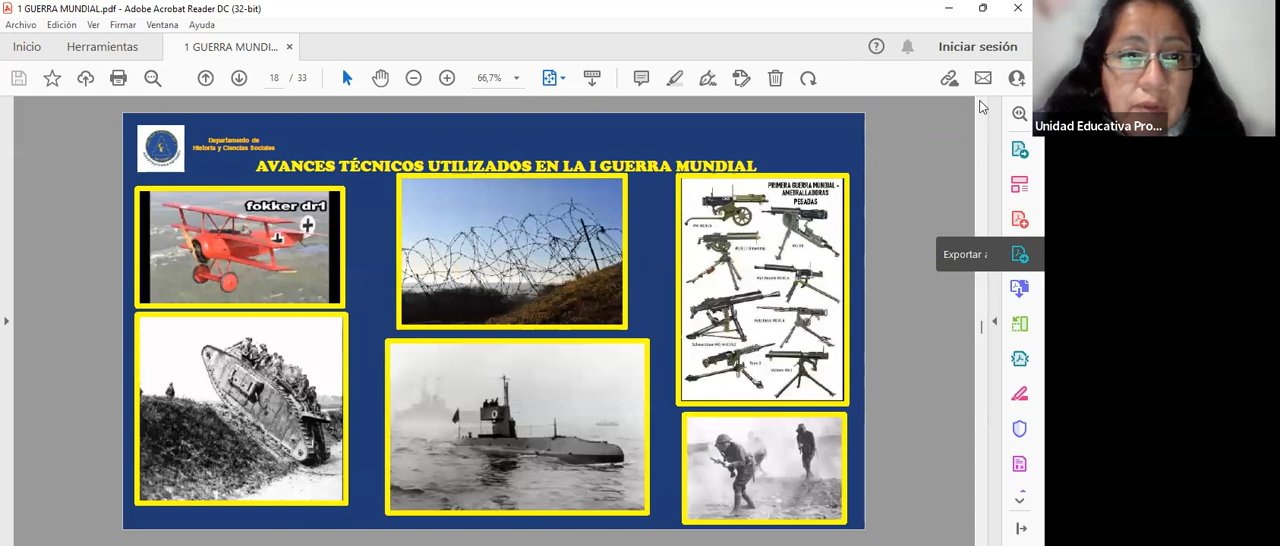 1 GUERRA MUNDIAL.pdf - Adobe Acrobat Reader DC (32-bit)
Archivo Edición Ver Firmar Ventana Ayuda
Inicio Herramientas 1 GUERRA MUNDI... ×
Iniciar sesión
18 / 33
66,7%
Unidad Educativa Pro...
Departamento de
Historia y Ciencias Sociales
AVANCES TÉCNICOS UTILIZADOS EN LA I GUERRA MUNDIAL
fokker dr1
PRIMERA GUERRA MUNDIAL -
AMETRALLADORAS
PESADAS
Exportar a